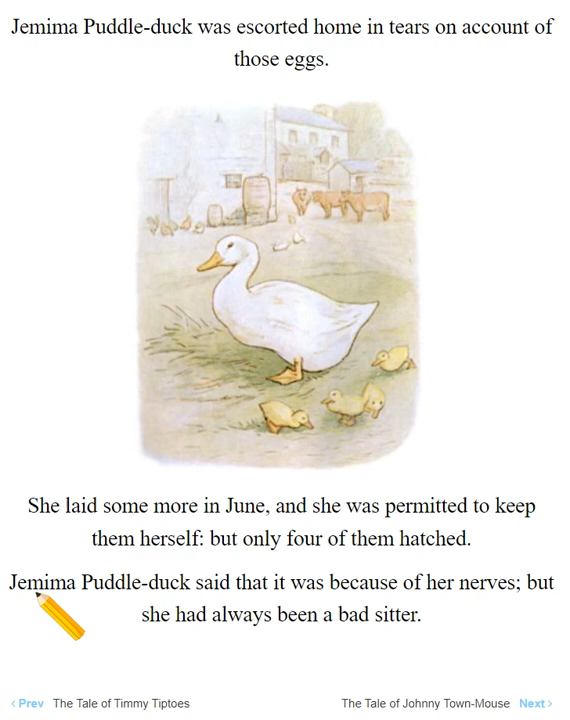 Jemima Puddle-duck was escorted home in tears on account of
those eggs.
She laid some more in June, and she was permitted to keep
them herself: but only four of them hatched.
Jemima Puddle-duck said that it was because of her nerves; but
she had always been a bad sitter.
‹ Prev The Tale of Timmy Tiptoes The Tale of Johnny Town-Mouse Next ›